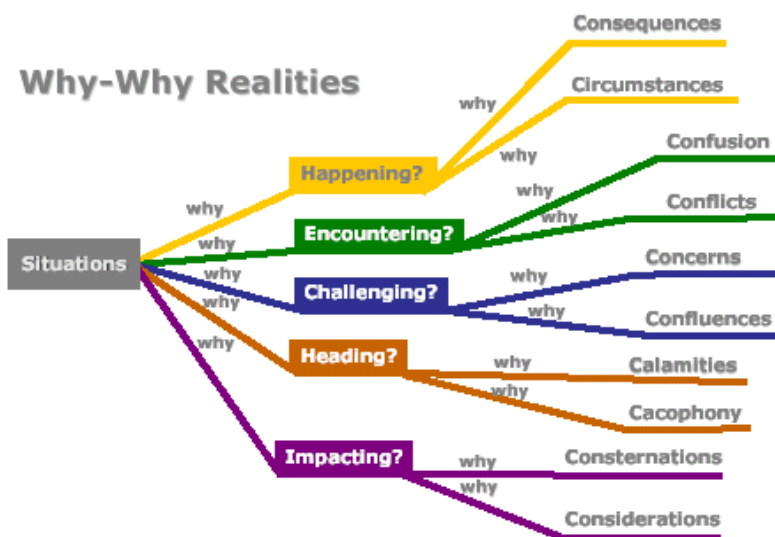 Why-Why Realities
Situations
why
Happening?
why
Consequences
why
Circumstances
why
Encountering?
why
Confusion
why
Conflicts
why
Challenging?
why
Concerns
why
Confluences
why
Heading?
why
Calamities
why
Cacophony
why
Impacting?
why
Consternations
why
Considerations